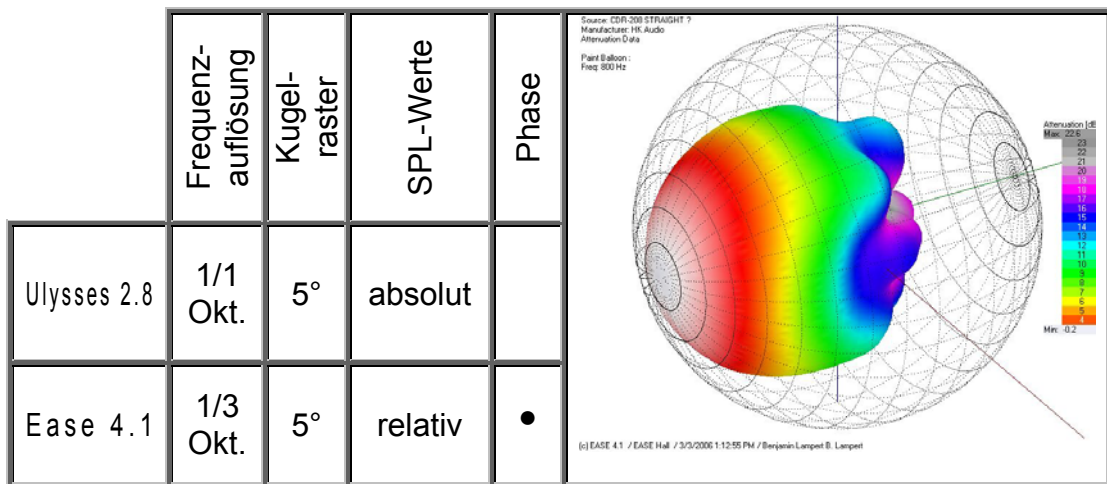 Frequenz-
auflösung
Kugel-
raster
SPL-Werte
Phase
Ulysses 2.8
1/1
Okt.
5°
absolut
Ease 4.1
1/3
Okt.
5°
relativ
•
Source: CDR-208 STRAIGHT ?
Manufacturer: HK Audio
Attenuation Data
Paint Balloon :
Freq: 800 Hz
Attenuation [dB
Max: 22.6
23
22
21
20
19
18
17
16
15
14
13
12
11
10
9
8
7
6
5
4
Min: -0.2
(c) EASE 4.1 / EASE Hall / 3/3/2006 1:12:55 PM / Benjamin Lampert B. Lampert